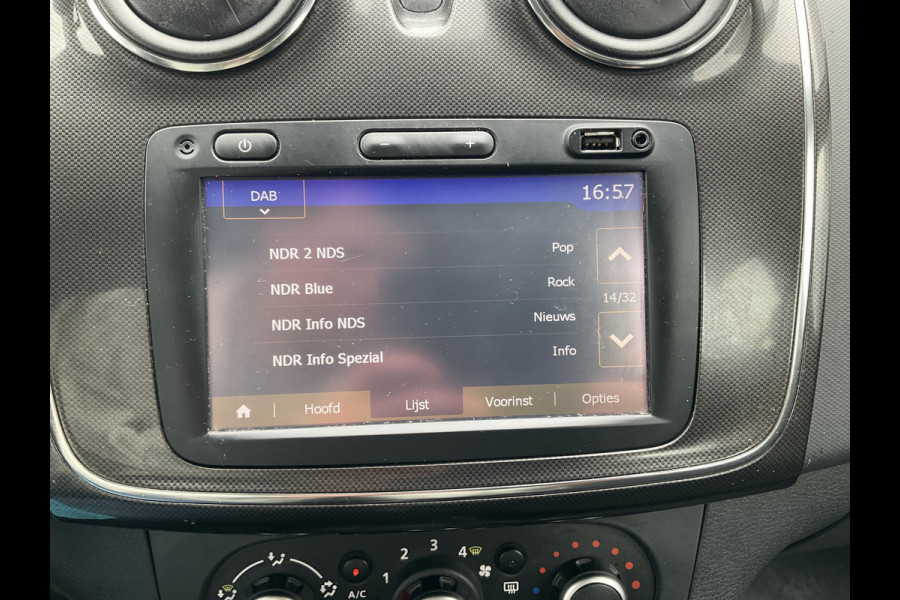 − +
DAB 16:57
NDR 2 NDS Pop
NDR Blue Rock
14/32
NDR Info NDS Nieuws
NDR Info Spezial Info
Hoofd Lijst Voorinst Opties
1 2 3 4
A/C